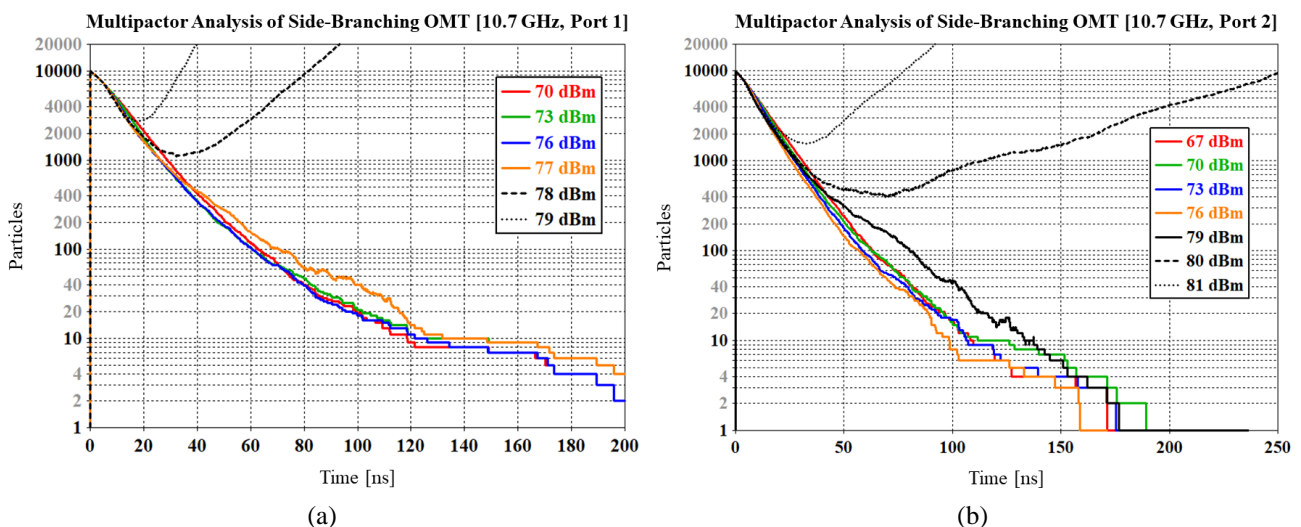 Multipactor Analysis of Side-Branching OMT [10.7 GHz, Port 1]
20000
10000
4000
2000
1000
400
200
100
40
20
10
4
2
1
Particles
70 dBm
73 dBm
76 dBm
77 dBm
78 dBm
79 dBm
0 20 40 60 80 100 120 140 160 180 200
Time [ns]
(a)
Multipactor Analysis of Side-Branching OMT [10.7 GHz, Port 2]
20000
10000
4000
2000
1000
400
200
100
40
20
10
4
2
1
Particles
67 dBm
70 dBm
73 dBm
76 dBm
79 dBm
80 dBm
81 dBm
0 50 100 150 200 250
Time [ns]
(b)